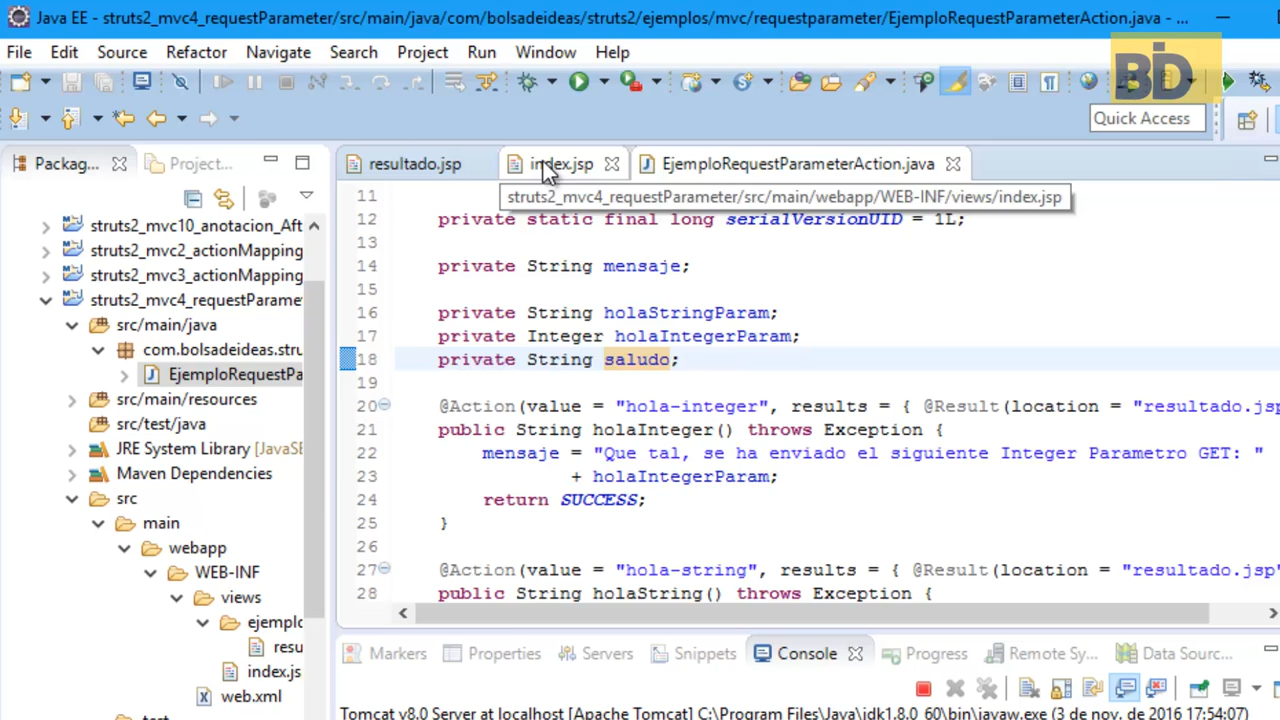 Java EE - struts2_mvc4_requestParameter/src/main/java/com/bolsadeideas/struts2/ejemplos/mvc/requestparameter/EjemploRequestParameterAction.java - ...
File Edit Source Refactor Navigate Search Project Run Window Help
BD
Quick Access
Packag... Project...
resultado.jsp index.jsp EjemploRequestParameterAction.java
struts2_mvc4_requestParameter/src/main/webapp/WEB-INF/views/index.jsp
struts2_mvc10_anotacion_Aft
struts2_mvc2_actionMapping
struts2_mvc3_actionMapping
struts2_mvc4_requestParame
src/main/java
com.bolsadeideas.stru
EjemploRequestPa
src/main/resources
src/test/java
JRE System Library [JavaSE
Maven Dependencies
src
main
webapp
WEB-INF
views
ejemplo
resu
index.js
web.xml
11
12 private static final long serialVersionUID = 1L;
13
14 private String mensaje;
15
16 private String holaStringParam;
17 private Integer holaIntegerParam;
18 private String saludo;
19
20 @Action(value = "hola-integer", results = { @Result(location = "resultado.jsp
21 public String holaInteger() throws Exception {
22 mensaje = "Que tal, se ha enviado el siguiente Integer Parametro GET: "
23 + holaIntegerParam;
24 return SUCCESS;
25 }
26
27 @Action(value = "hola-string", results = { @Result(location = "resultado.jsp"
28 public String holaString() throws Exception {
Markers Properties Servers Snippets Console Progress Remote Sy... Data Sourc...
Tomcat v8.0 Server at localhost [Apache Tomcat] C:\Program Files\Java\jdk1.8.0_60\bin\javaw.exe (3 de nov. de 2016 17:54:07)